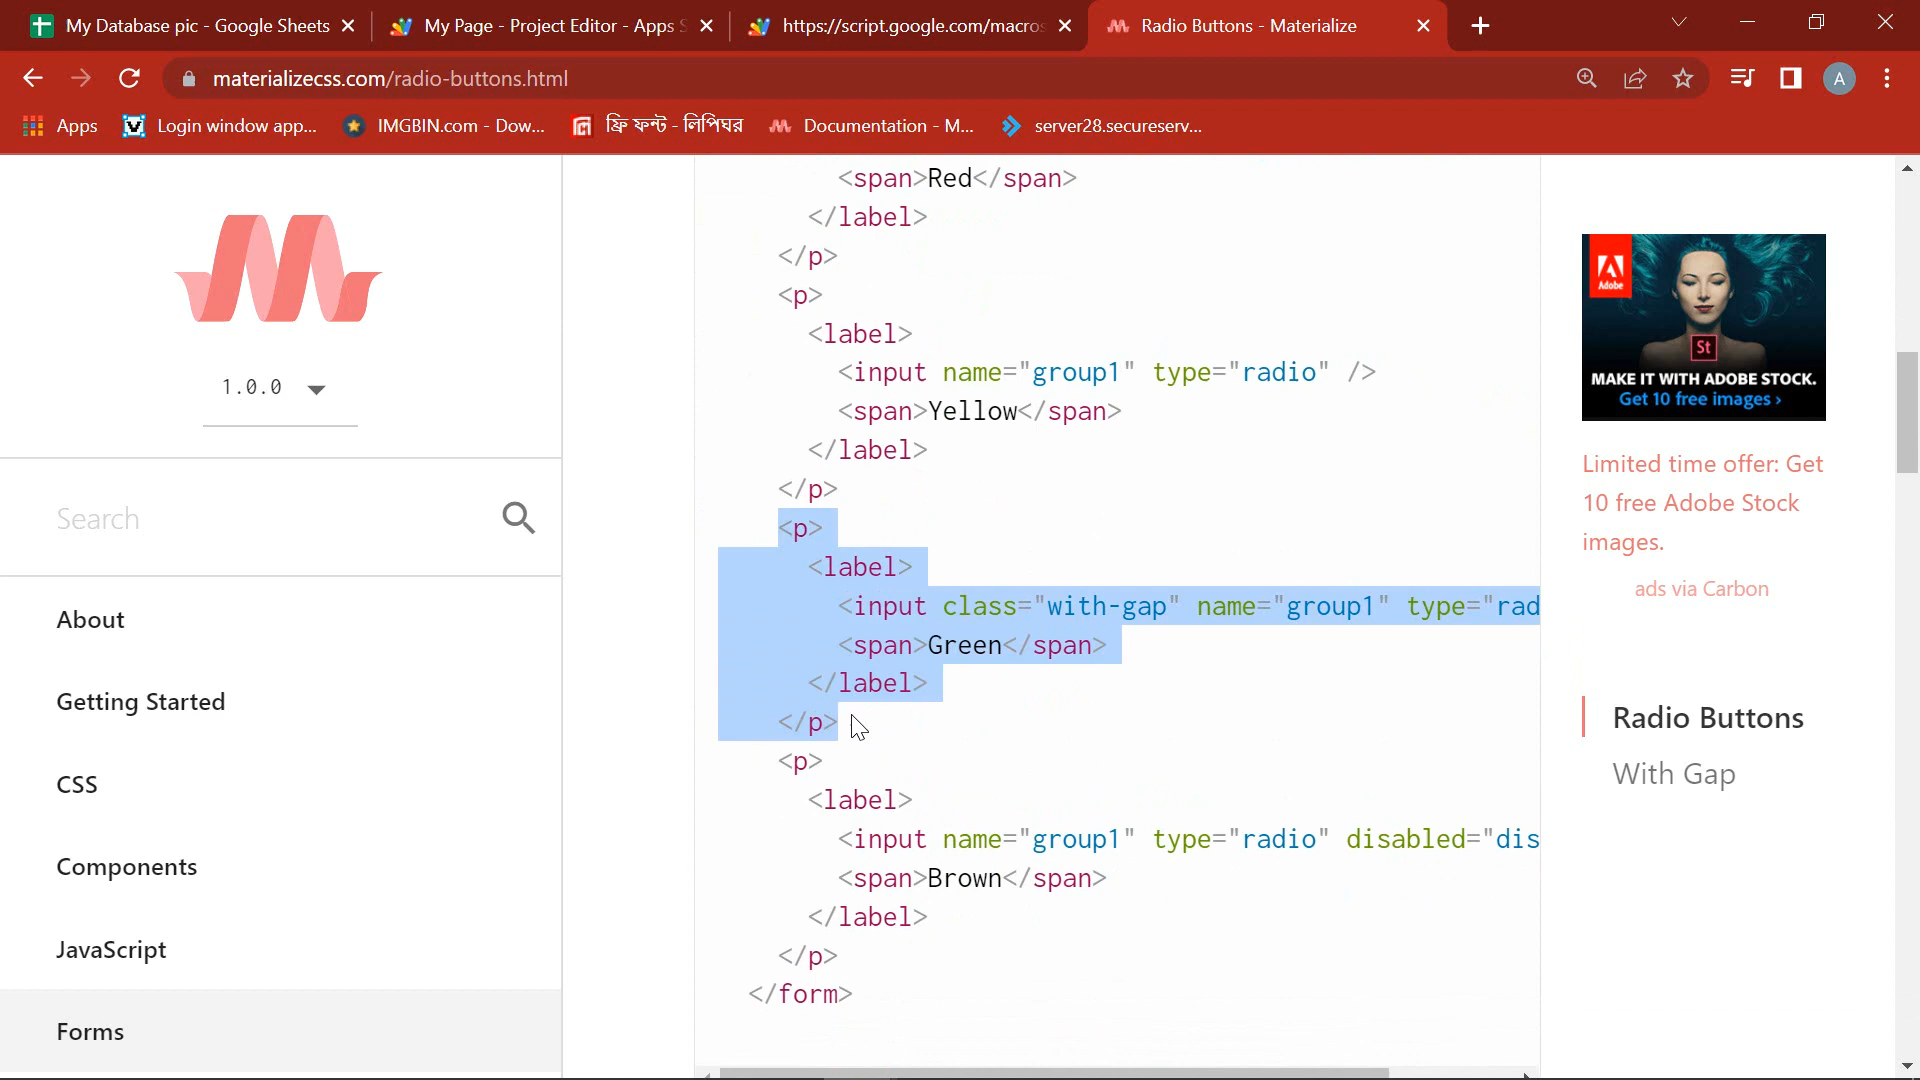 My Database pic - Google Sheets
My Page - Project Editor - Apps S
https://script.google.com/macros
Radio Buttons - Materialize
materializecss.com/radio-buttons.html
A
Apps
Login window app...
IMGBIN.com - Dow...
ফ্রি ফন্ট - লিপিঘর
Documentation - M...
server28.secureserv...
1.0.0
Search
About
Getting Started
CSS
Components
JavaScript
Forms
<span>Red</span>
</label>
</p>
<p>
<label>
<input name="group1" type="radio" />
<span>Yellow</span>
</label>
</p>
<p>
<label>
<input class="with-gap" name="group1" type="rad
<span>Green</span>
</label>
</p>
<p>
<label>
<input name="group1" type="radio" disabled="dis
<span>Brown</span>
</label>
</p>
</form>
Adobe
St
MAKE IT WITH ADOBE STOCK.
Get 10 free images ›
Limited time offer: Get
10 free Adobe Stock
images.
ads via Carbon
Radio Buttons
With Gap